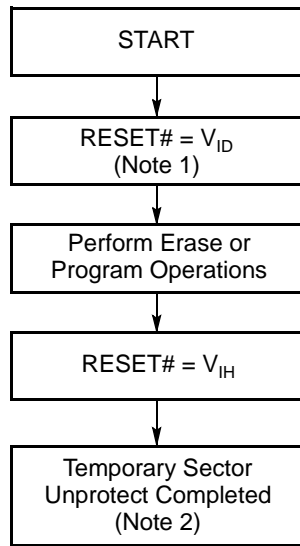 START
RESET# = VID
(Note 1)
Perform Erase or
Program Operations
RESET# = VIH
Temporary Sector
Unprotect Completed
(Note 2)